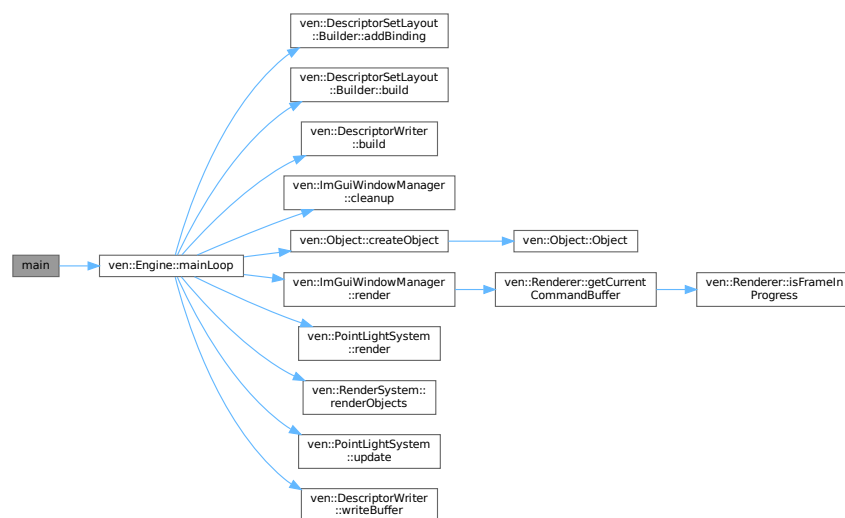 ven::DescriptorSetLayout
::Builder::addBinding
ven::DescriptorSetLayout
::Builder::build
ven::DescriptorWriter
::build
ven::ImGuiWindowManager
::cleanup
main
ven::Engine::mainLoop
ven::Object::createObject
ven::Object::Object
ven::ImGuiWindowManager
::render
ven::Renderer::getCurrent
CommandBuffer
ven::Renderer::isFrameIn
Progress
ven::PointLightSystem
::render
ven::RenderSystem::
renderObjects
ven::PointLightSystem
::update
ven::DescriptorWriter
::writeBuffer